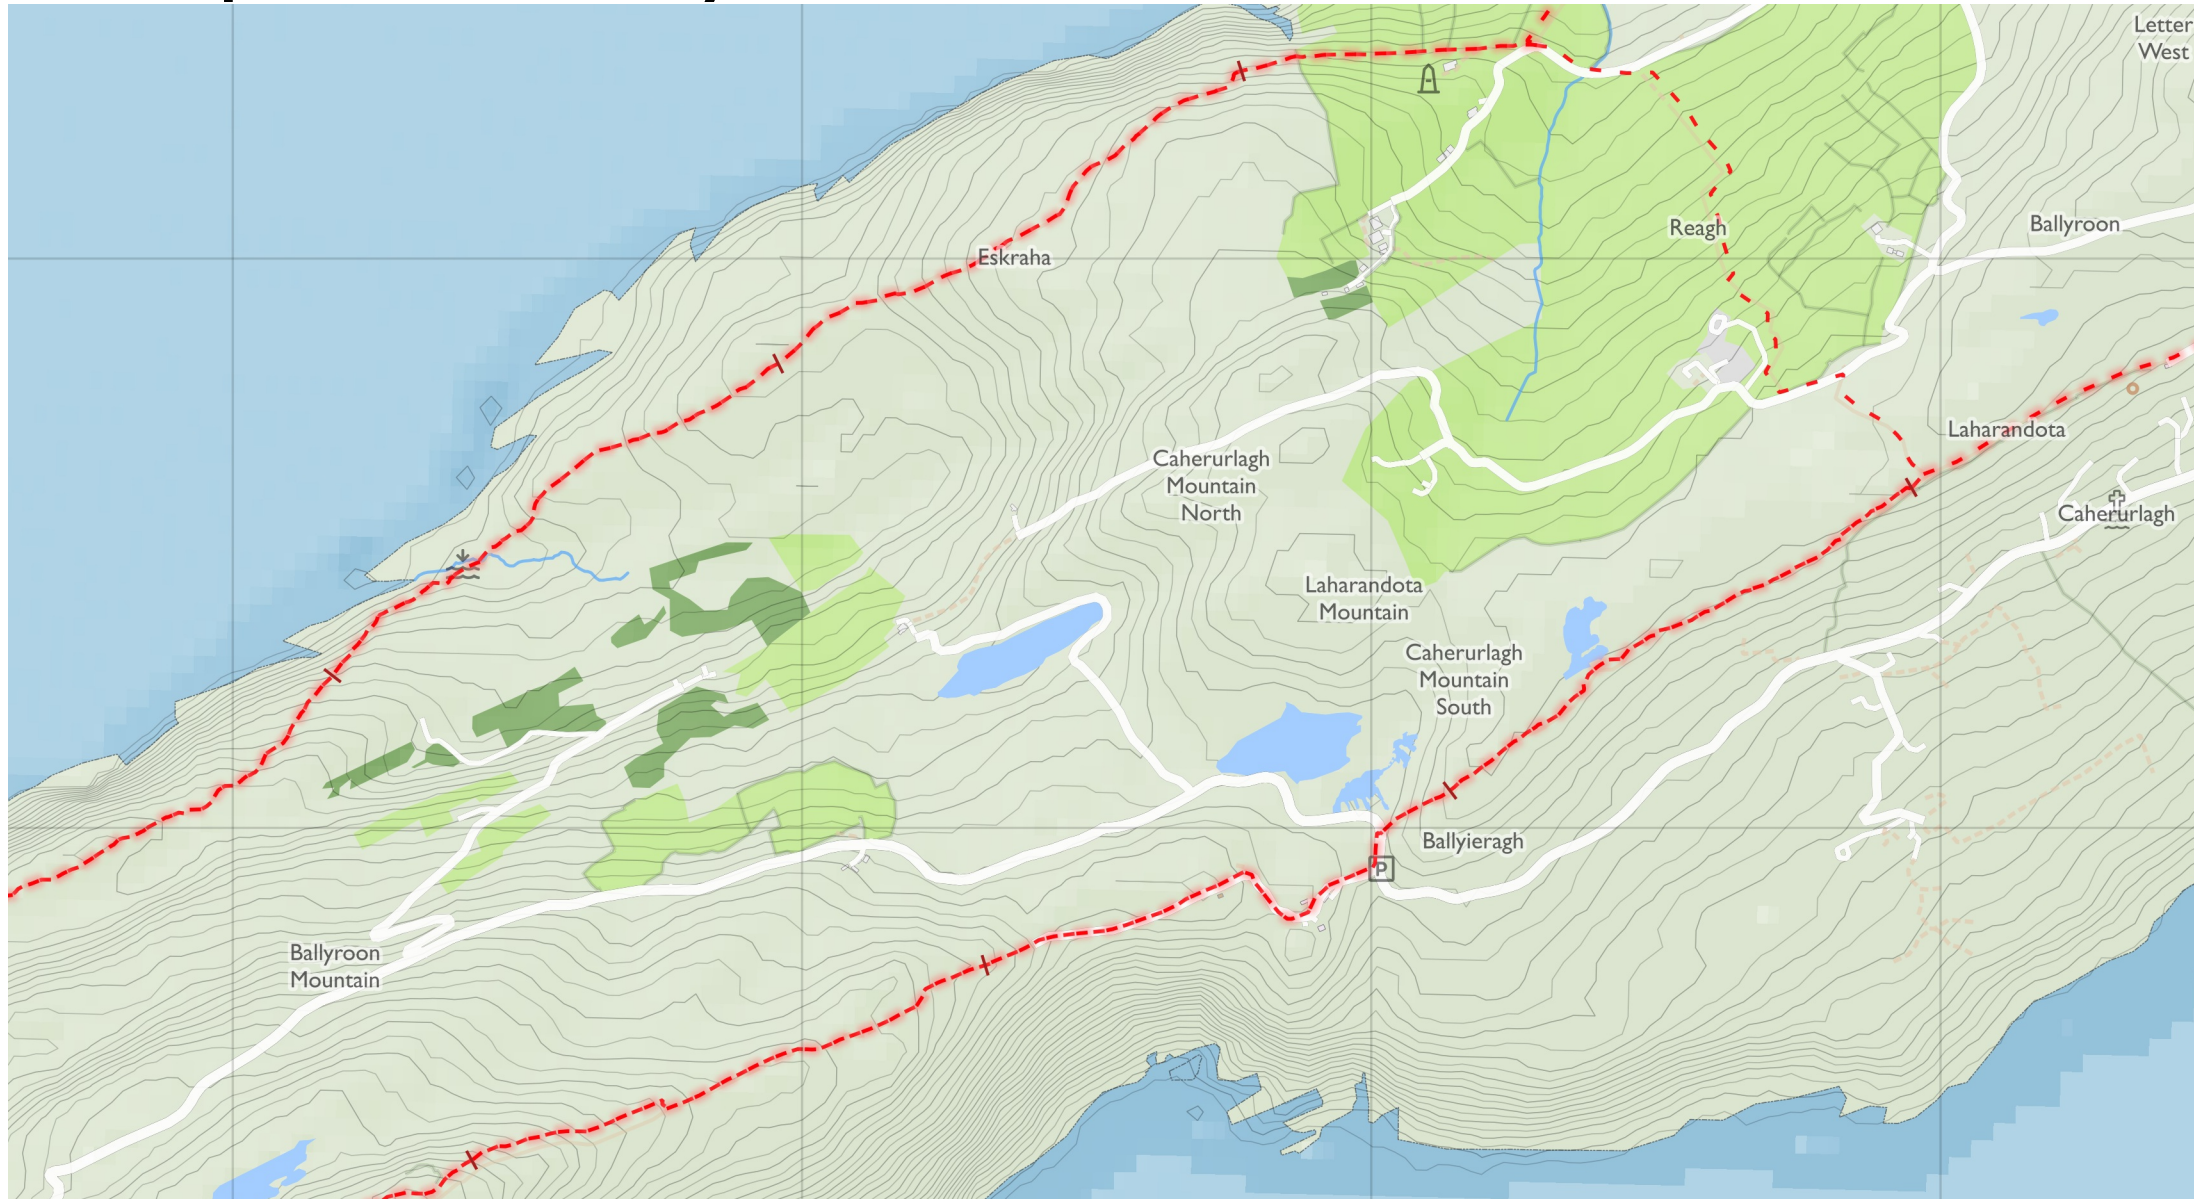 Letter
West
Reagh
Ballyroon
Eskraha
Laharandota
Caherurlagh
Mountain
North
Caherurlagh
Laharandota
Mountain
Caherurlagh
Mountain
South
Ballyieragh
P
Ballyroon
Mountain